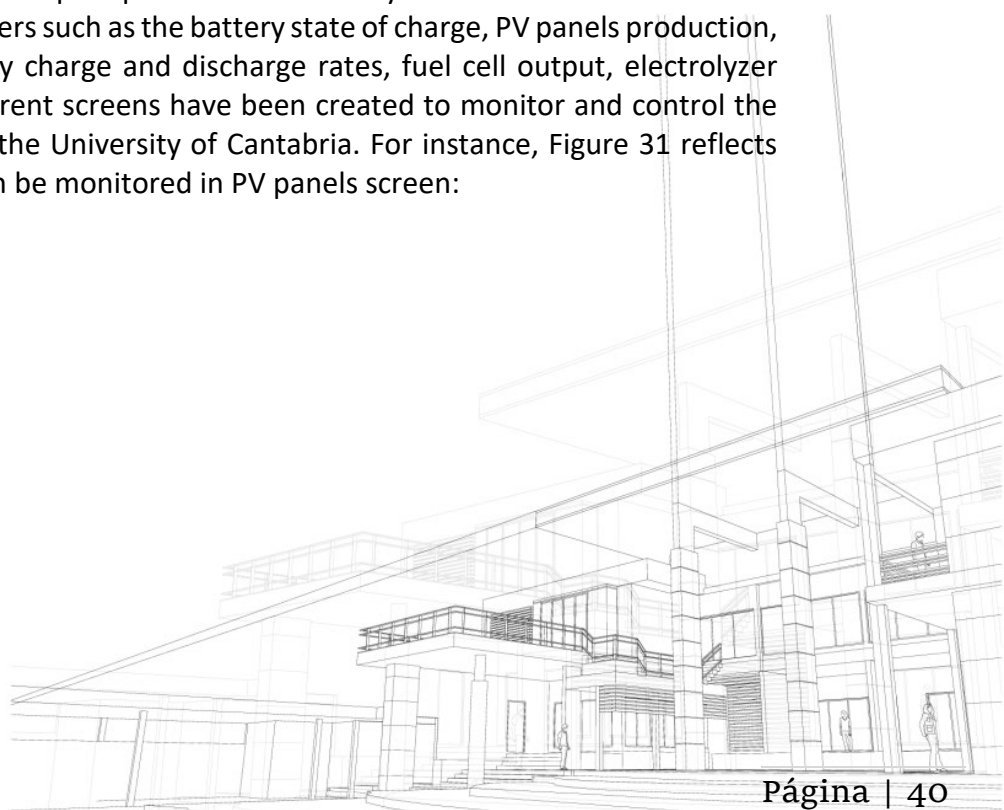 ers such as the battery state of charge, PV panels production,
y charge and discharge rates, fuel cell output, electrolyzer
rent screens have been created to monitor and control the
the University of Cantabria. For instance, Figure 31 reflects
n be monitored in PV panels screen:
Página | 40